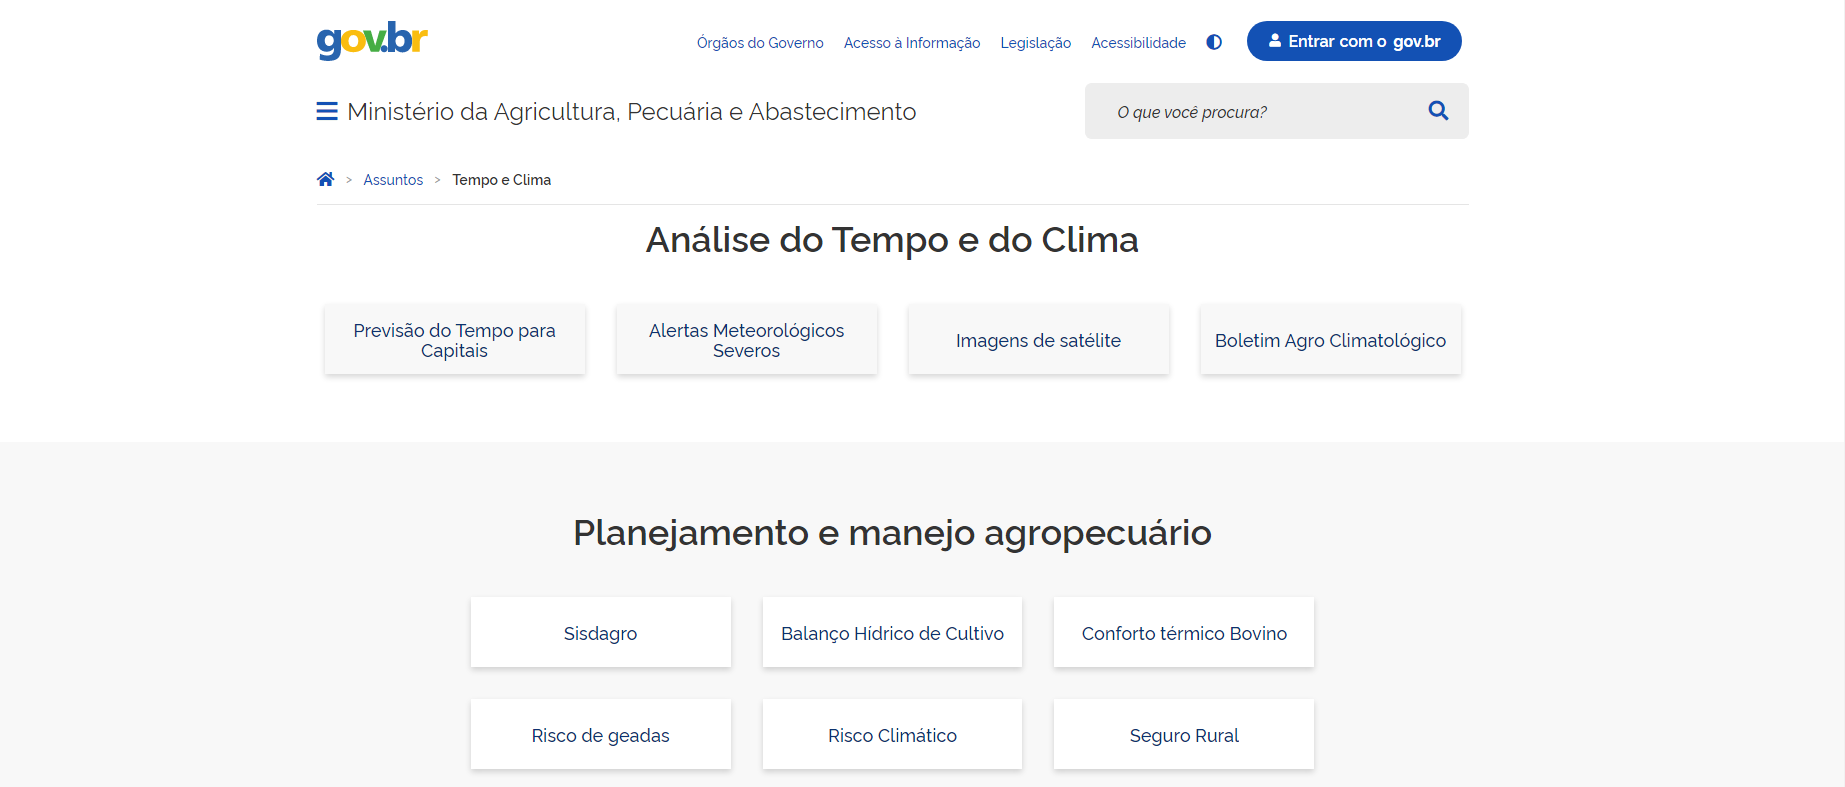 gov.br
Órgãos do Governo Acesso à Informação Legislação Acessibilidade Entrar com o gov.br
Ministério da Agricultura, Pecuária e Abastecimento
O que você procura?
> Assuntos > Tempo e Clima
Análise do Tempo e do Clima
Previsão do Tempo para
Capitais
Alertas Meteorológicos
Severos
Imagens de satélite
Boletim Agro Climatológico
Planejamento e manejo agropecuário
Sisdagro
Balanço Hídrico de Cultivo
Conforto térmico Bovino
Risco de geadas
Risco Climático
Seguro Rural